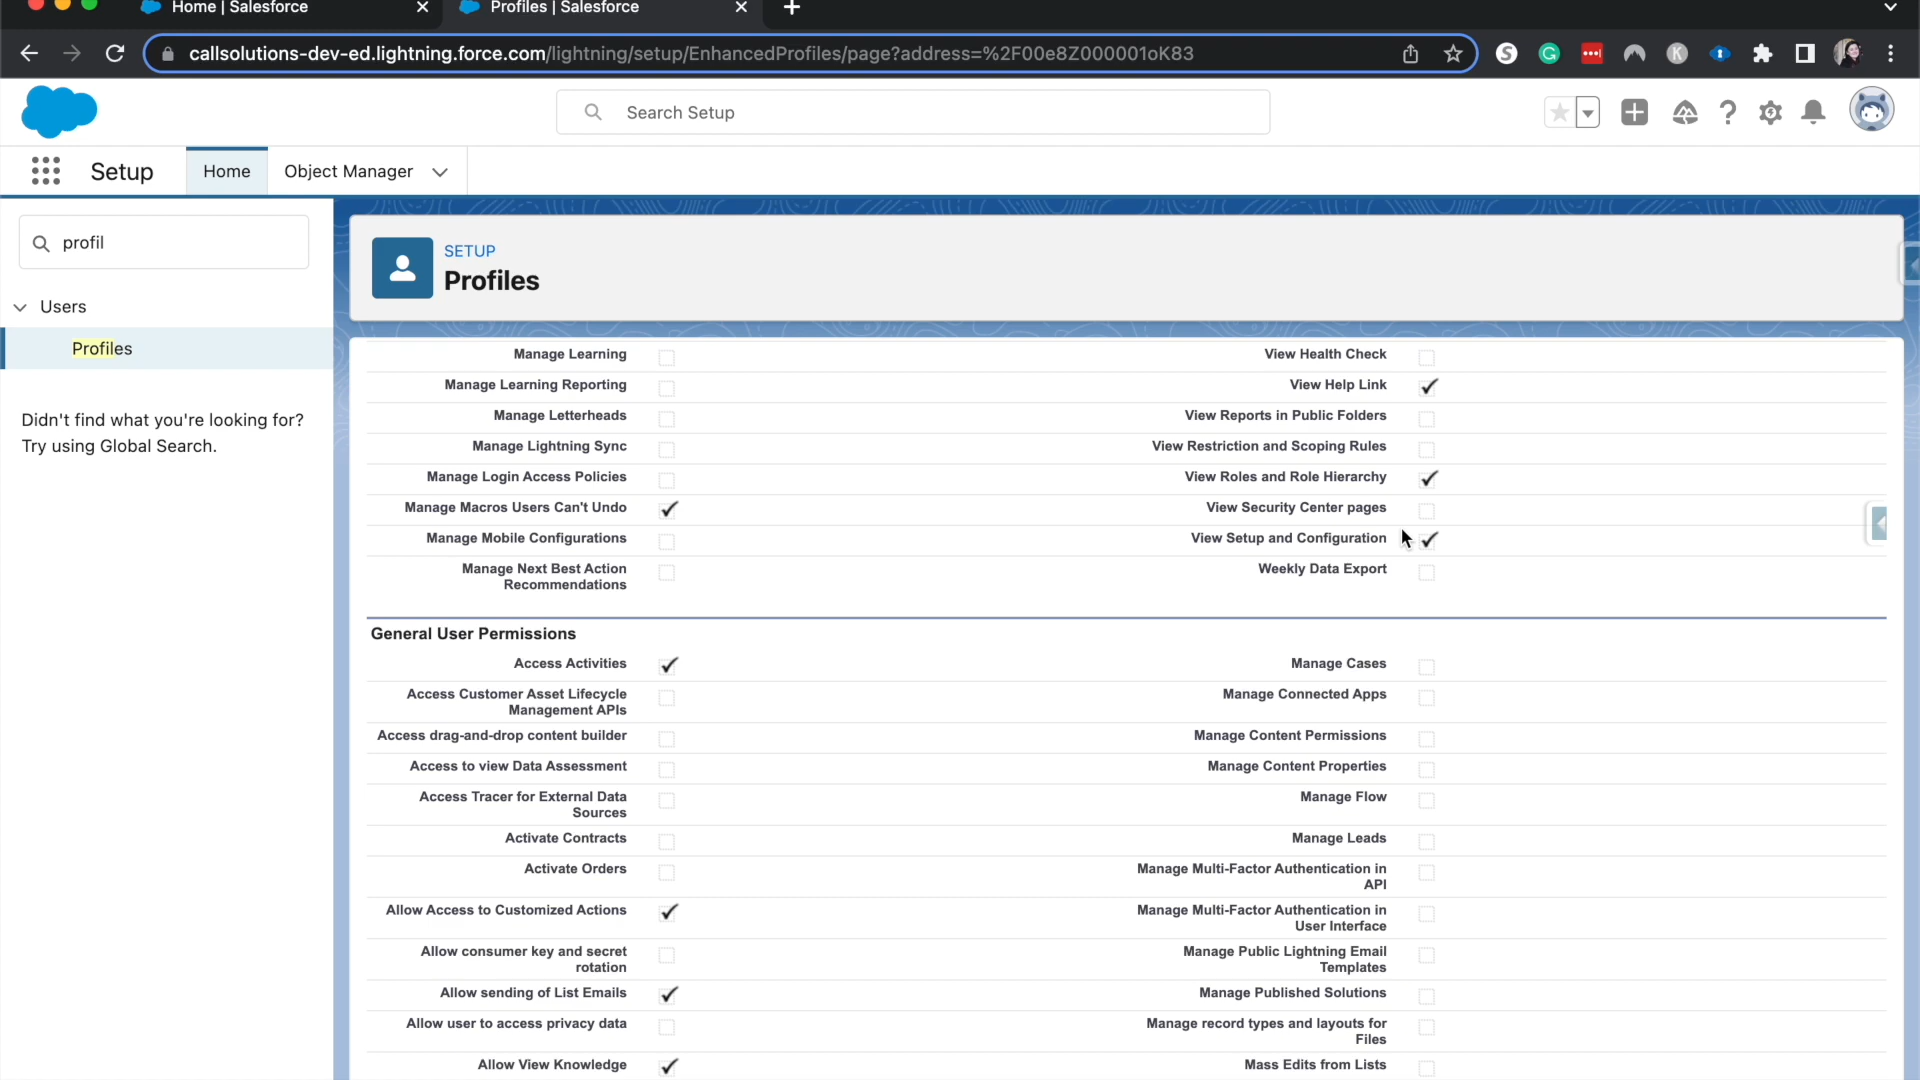 Home | Salesforce
Profiles | Salesforce
callsolutions-dev-ed.lightning.force.com/lightning/setup/EnhancedProfiles/page?address=%2F00e8Z000001oK83
Search Setup
Setup
Home
Object Manager
profil
Users
Profiles
Didn't find what you're looking for?
Try using Global Search.
SETUP
Profiles
Manage Learning
View Health Check
Manage Learning Reporting
View Help Link
Manage Letterheads
View Reports in Public Folders
Manage Lightning Sync
View Restriction and Scoping Rules
Manage Login Access Policies
View Roles and Role Hierarchy
Manage Macros Users Can't Undo
View Security Center pages
Manage Mobile Configurations
View Setup and Configuration
Manage Next Best Action
Recommendations
Weekly Data Export
General User Permissions
Access Activities
Manage Cases
Access Customer Asset Lifecycle
Management APIs
Manage Connected Apps
Access drag-and-drop content builder
Manage Content Permissions
Access to view Data Assessment
Manage Content Properties
Access Tracer for External Data
Sources
Manage Flow
Activate Contracts
Manage Leads
Activate Orders
Manage Multi-Factor Authentication in
API
Allow Access to Customized Actions
Manage Multi-Factor Authentication in
User Interface
Allow consumer key and secret
rotation
Manage Public Lightning Email
Templates
Allow sending of List Emails
Manage Published Solutions
Allow user to access privacy data
Manage record types and layouts for
Files
Allow View Knowledge
Mass Edits from Lists